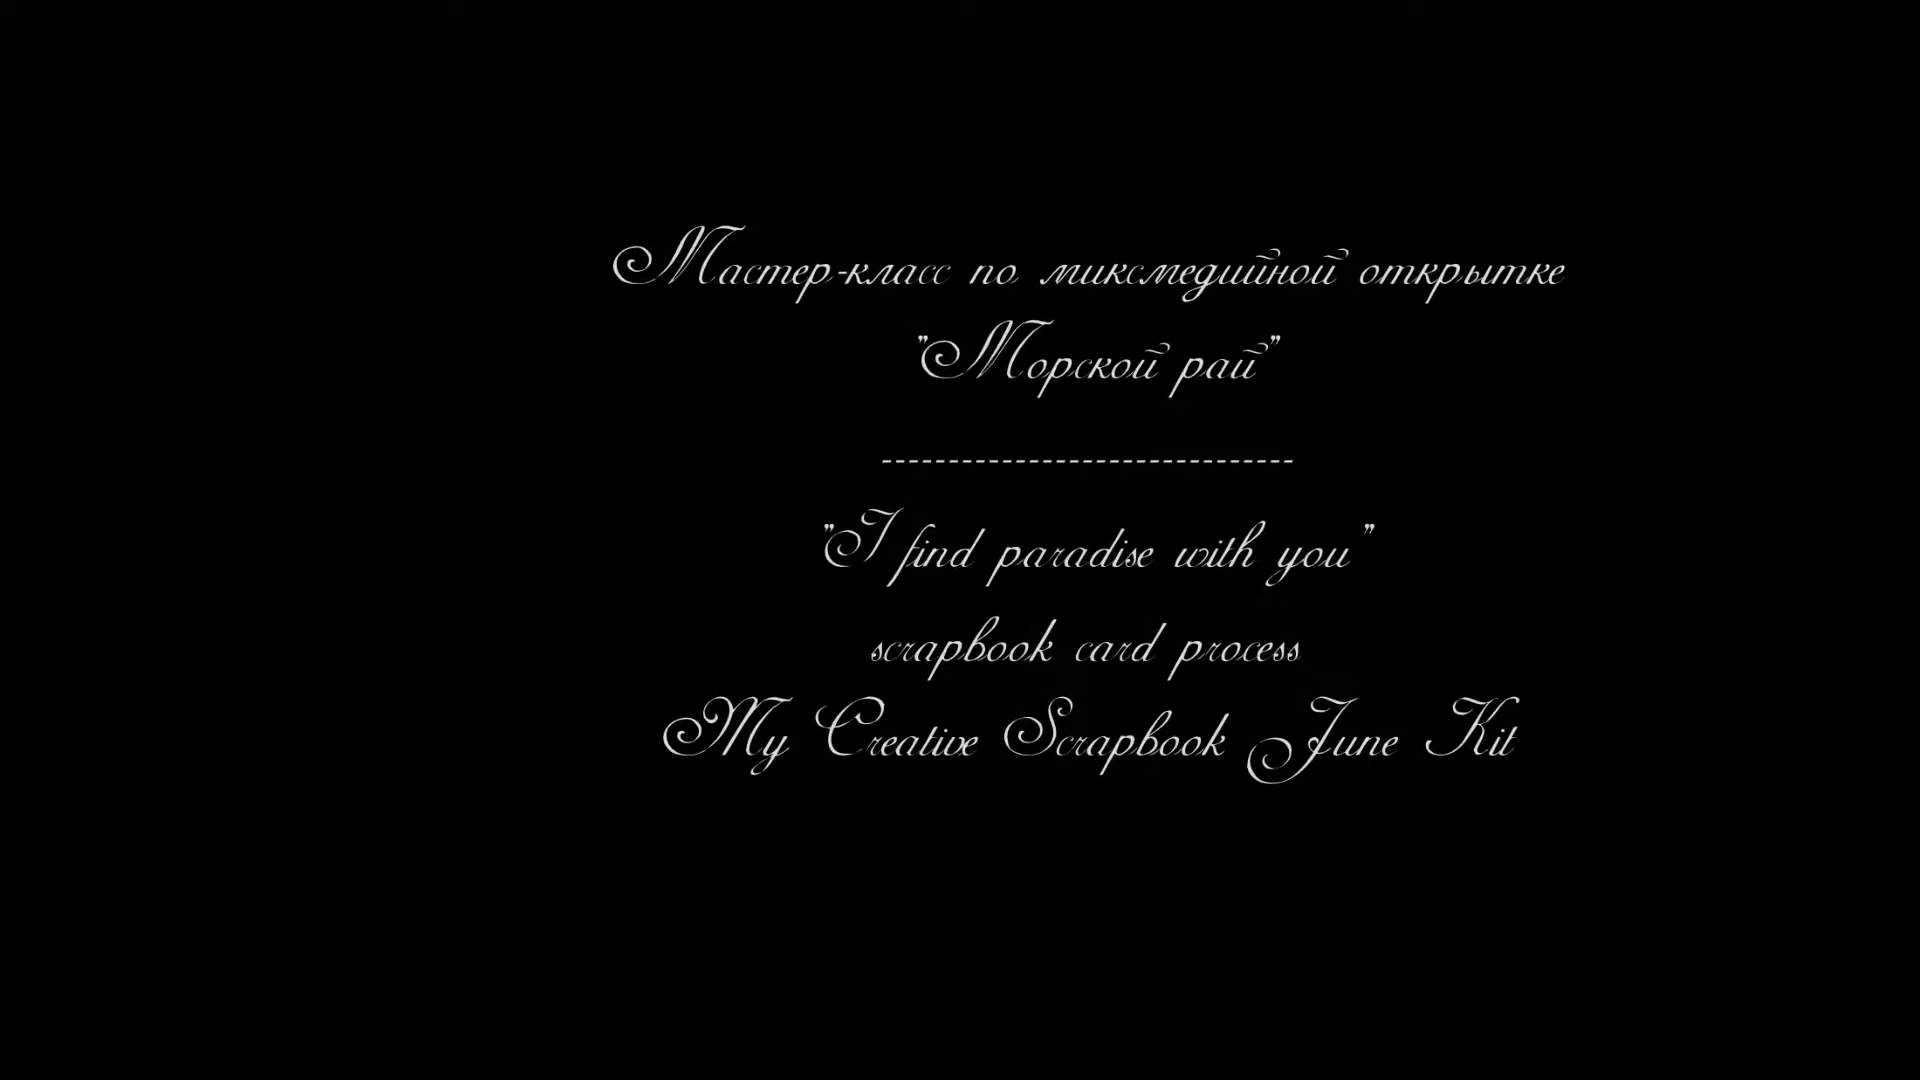 Мастер-класс по миксмедийной открытке
"Морской рай"
-------------------------------
"I find paradise with you"
scrapbook card process
My Creative Scrapbook June Kit